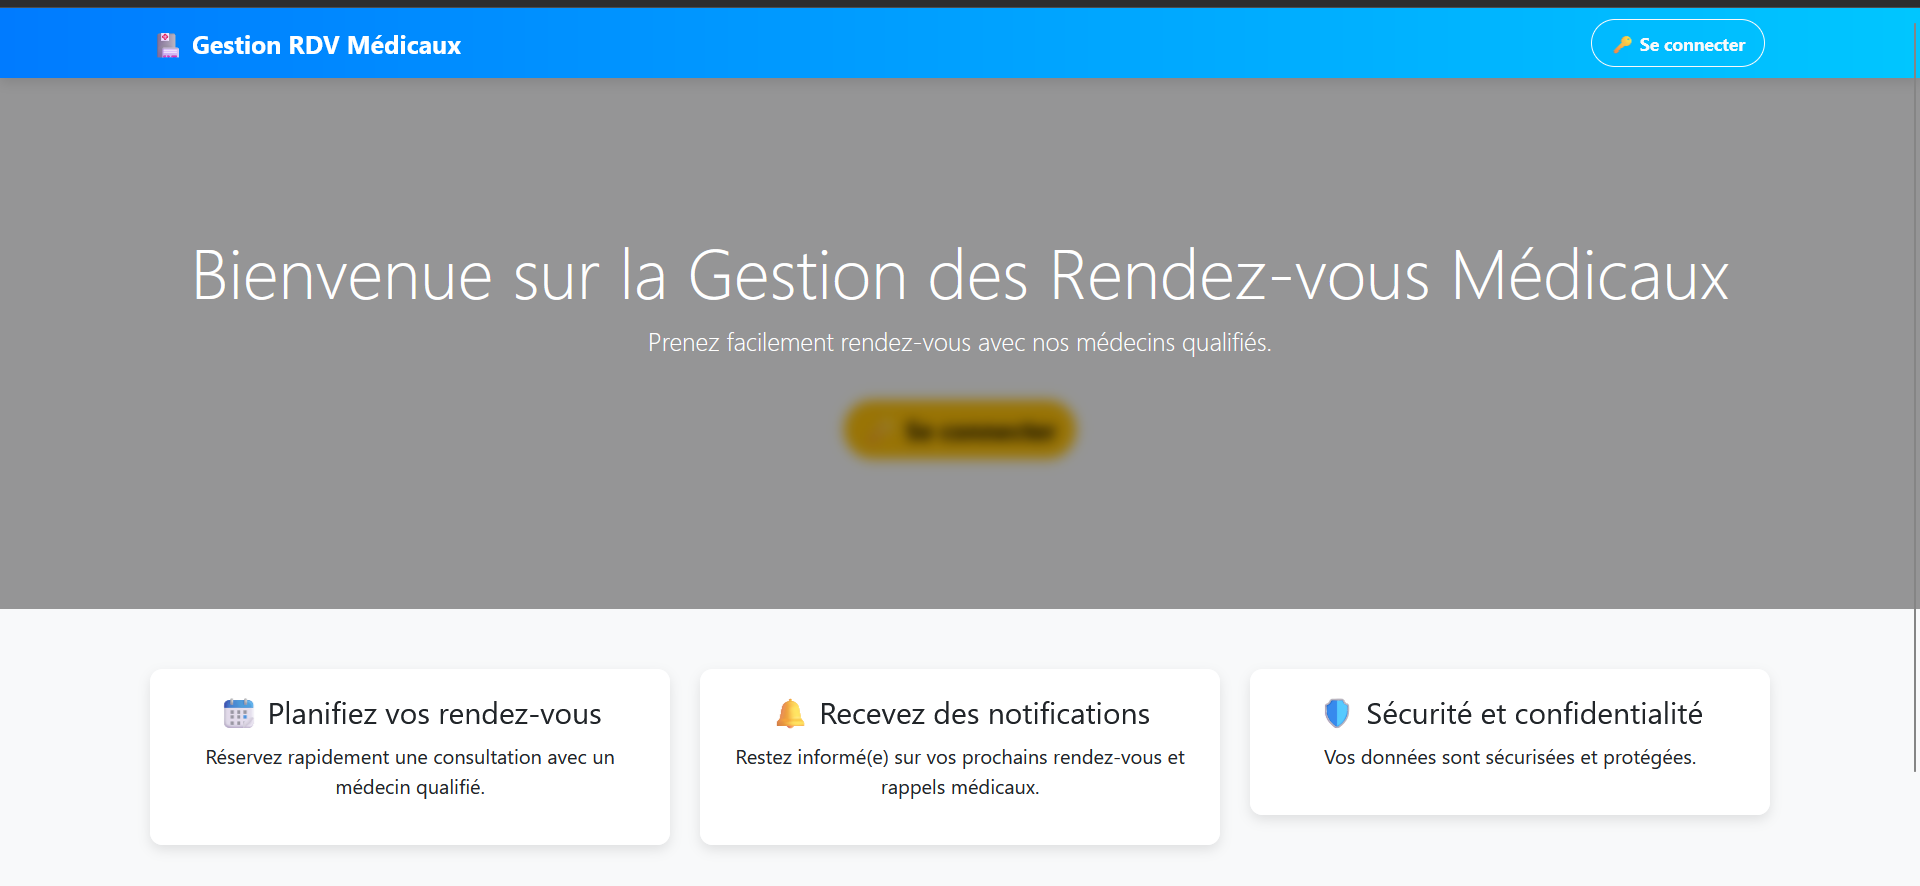 Gestion RDV Médicaux
Se connecter
Bienvenue sur la Gestion des Rendez-vous Médicaux
Prenez facilement rendez-vous avec nos médecins qualifiés.
Se connecter
Planifiez vos rendez-vous
Réservez rapidement une consultation avec un
médecin qualifié.
Recevez des notifications
Restez informé(e) sur vos prochains rendez-vous et
rappels médicaux.
Sécurité et confidentialité
Vos données sont sécurisées et protégées.